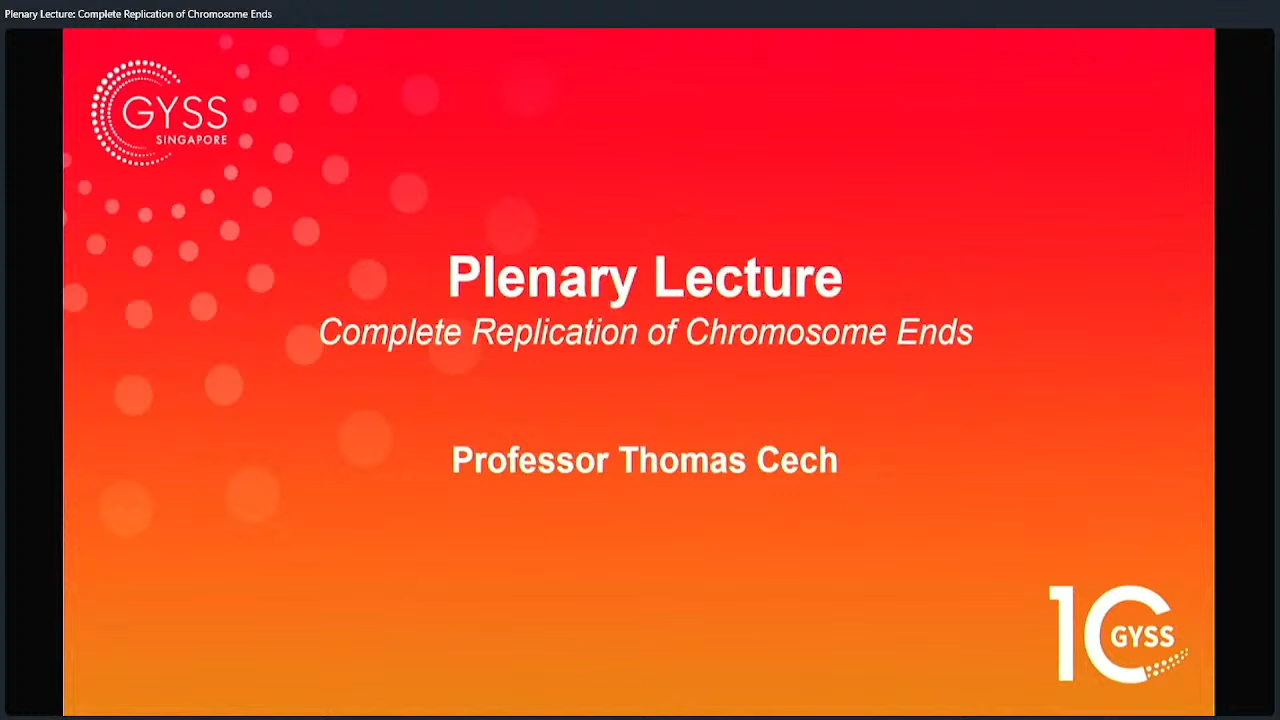 Plenary Lecture: Complete Replication of Chromosome Ends
GYSS
SINGAPORE
Plenary Lecture
Complete Replication of Chromosome Ends
Professor Thomas Cech
10
GYSS